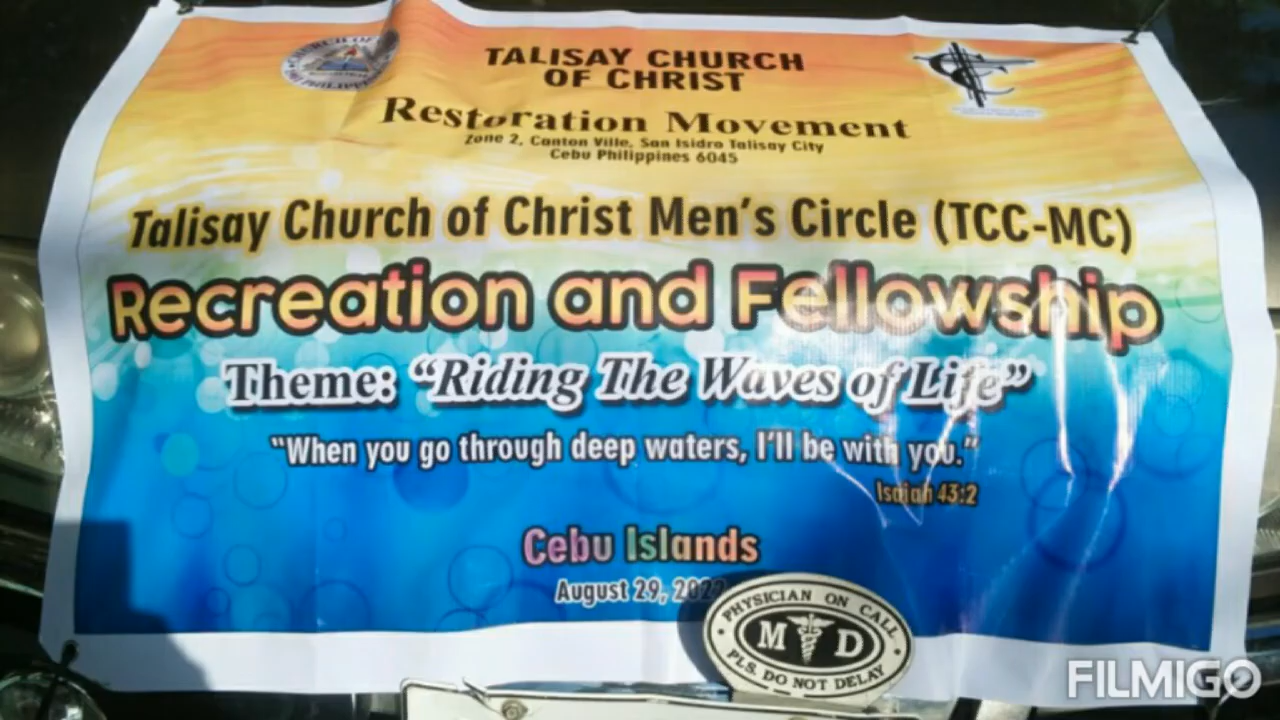 TALISAY CHURCH
OF CHRIST
Restoration Movement
Zone 2, Canton Ville, San Isidro Talisay City
Cebu Philippines 6045
Talisay Church of Christ Men's Circle (TCC-MC)
Recreation and Fellowship
Theme: "Riding The Waves of Life"
"When you go through deep waters, I'll be with you."
Isaiah 43:2
Cebu Islands
August 29, 2022
PHYSICIAN ON CALL
M D
PLS. DO NOT DELAY
FILMIGO